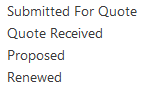 Submitted For Quote
Quote Received
Proposed
Renewed